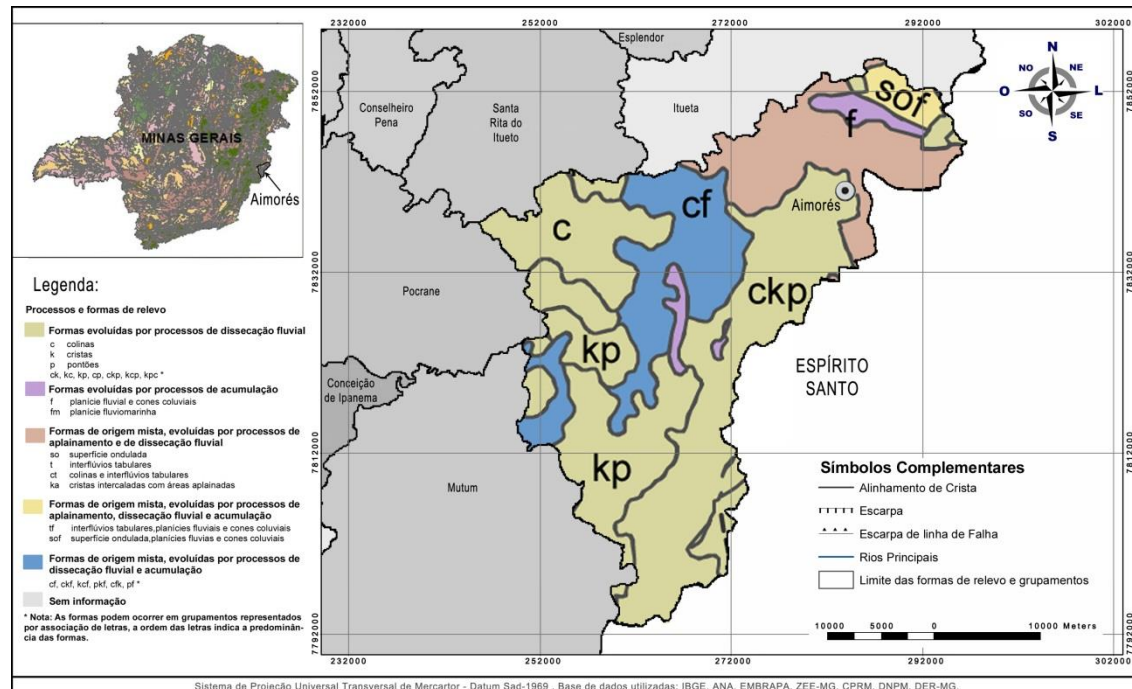 232000 252000 272000 292000 302000
MINAS GERAIS
Aimorés
Legenda:
Processos e formas de relevo
Formas evoluídas por processos de dissecação fluvial
c colinas
k cristas
p pontões
ck, kc, kp, cp, ckp, kcp, kpc *
Formas evoluídas por processos de acumulação
f planície fluvial e cones coluviais
fm planície fluviomarinha
Formas de origem mista, evoluídas por processos de
aplainamento e de dissecação fluvial
so superfície ondulada
t interflúvios tabulares
ct colinas e interflúvios tabulares
ka cristas intercaladas com áreas aplainadas
Formas de origem mista, evoluídas por processos de
aplainamento, dissecação fluvial e acumulação
tf interflúvios tabulares,planícies fluviais e cones coluviais
sof superfície ondulada,planícies fluvias e cones coluviais
Formas de origem mista, evoluídas por processos de
dissecação fluvial e acumulação
cf, ckf, kcf, pkf, cfk, pf *
Sem informação
* Nota: As formas podem ocorrer em grupamentos representados
por associação de letras, a ordem das letras indica a predominân-
cia das formas.
7852000
7832000
7812000
7792000
Esplendor
Conselheiro
Pena
Santa
Rita do
Itueto
Itueta
sof
f
cf
c
Aimorés
Pocrane
ckp
kp
ESPÍRITO
SANTO
Conceição
de Ipanema
kp
Mutum
N
NO NE
O L
SO SE
S
7852000
7832000
7812000
7792000
Símbolos Complementares
Alinhamento de Crista
Escarpa
Escarpa de linha de Falha
Rios Principais
Limite das formas de relevo e grupamentos
10000 5000 0 10000 Meters
232000 252000 272000 292000 302000
Sistema de Projeção Universal Transversal de Mercartor - Datum Sad-1969 . Base de dados utilizadas: IBGE, ANA, EMBRAPA, ZEE-MG, CPRM, DNPM, DER-MG.